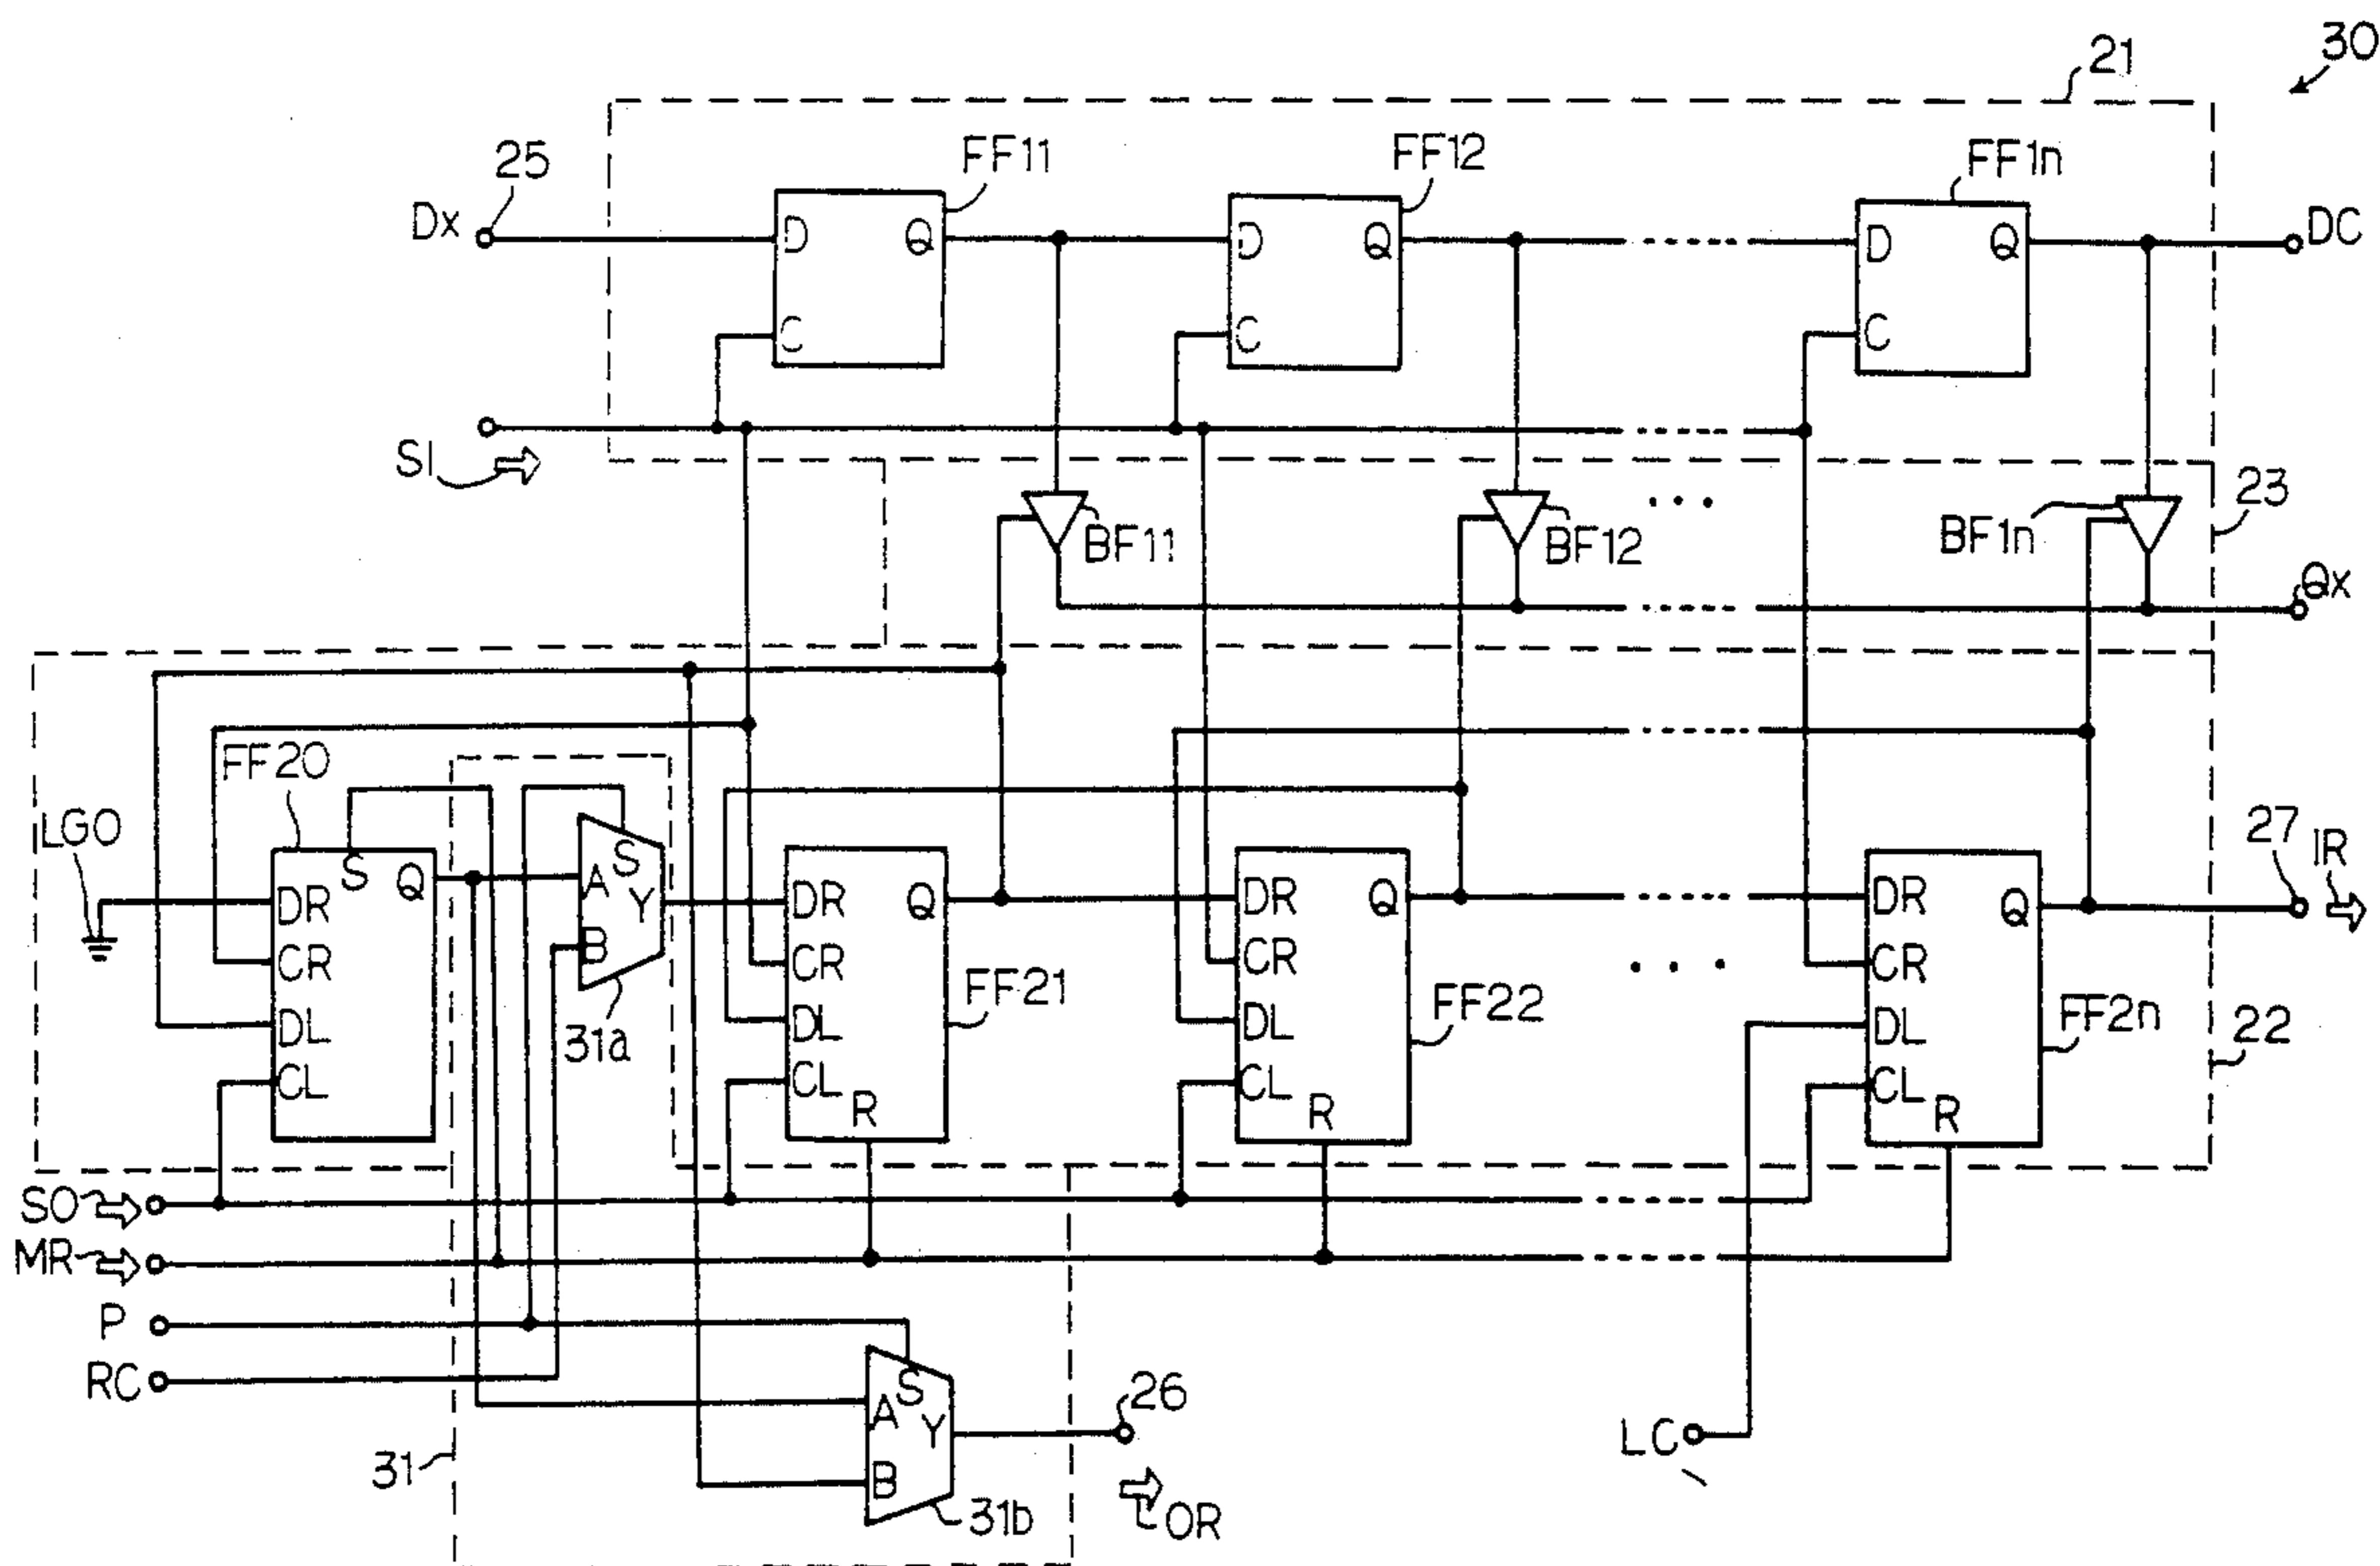 30
21
25
FF11
FF12
FF1n
Dx
D
Q
D
Q
D
Q
DC
C
C
C
SI
23
BF11
BF12
BF1n
Qx
FF20
LG0
S
Q
DR
CR
DL
CL
S
A
Y
B
31a
DR
Q
CR
DL
CL
R
FF21
DR
Q
CR
DL
CL
R
FF22
DR
Q
CR
DL
CL
R
FF2n
27
IR
22
SO
MR
P
RC
S
A
Y
B
31
31b
26
OR
LC